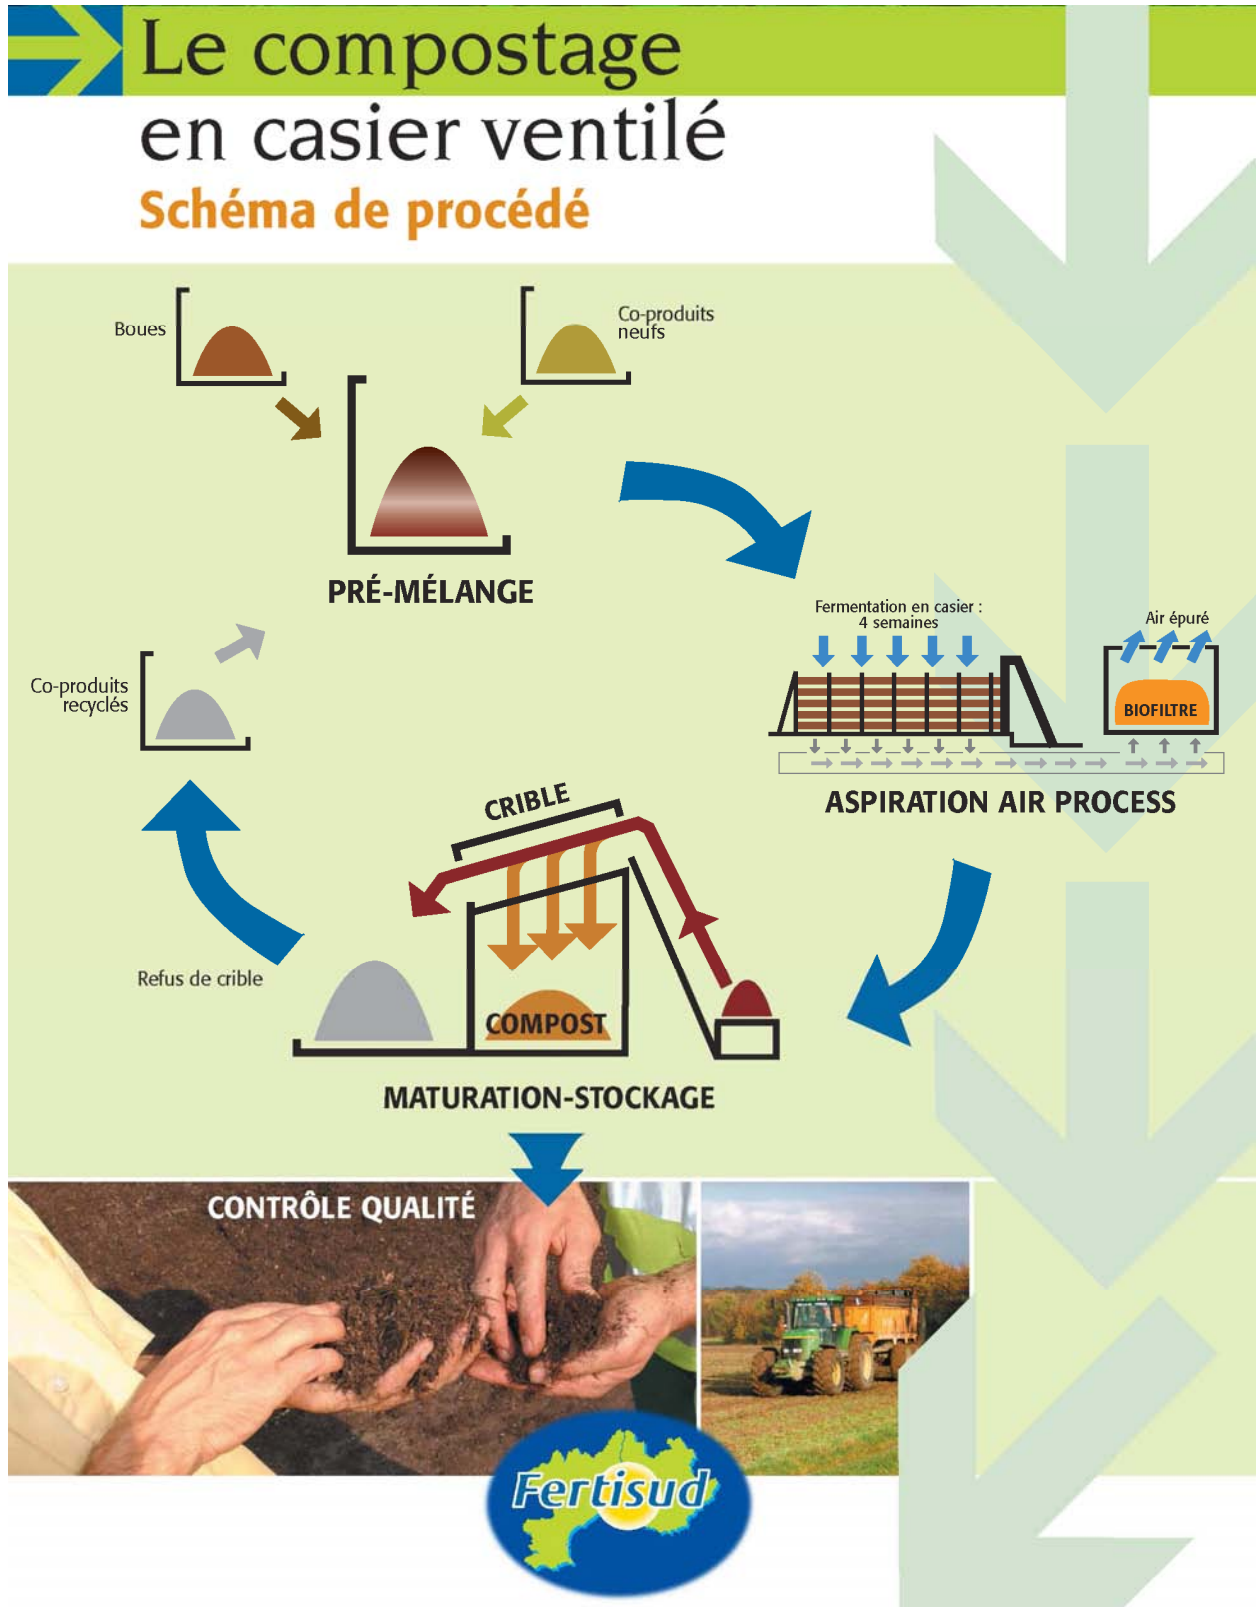 Le compostage
en casier ventilé
Schéma de procédé
Boues
Co-produits
neufs
PRÉ-MÉLANGE
Fermentation en casier :
4 semaines
Air épuré
BIOFILTRE
ASPIRATION AIR PROCESS
Co-produits
recyclés
CRIBLE
Refus de crible
COMPOST
MATURATION-STOCKAGE
CONTRÔLE QUALITÉ
Fertisud